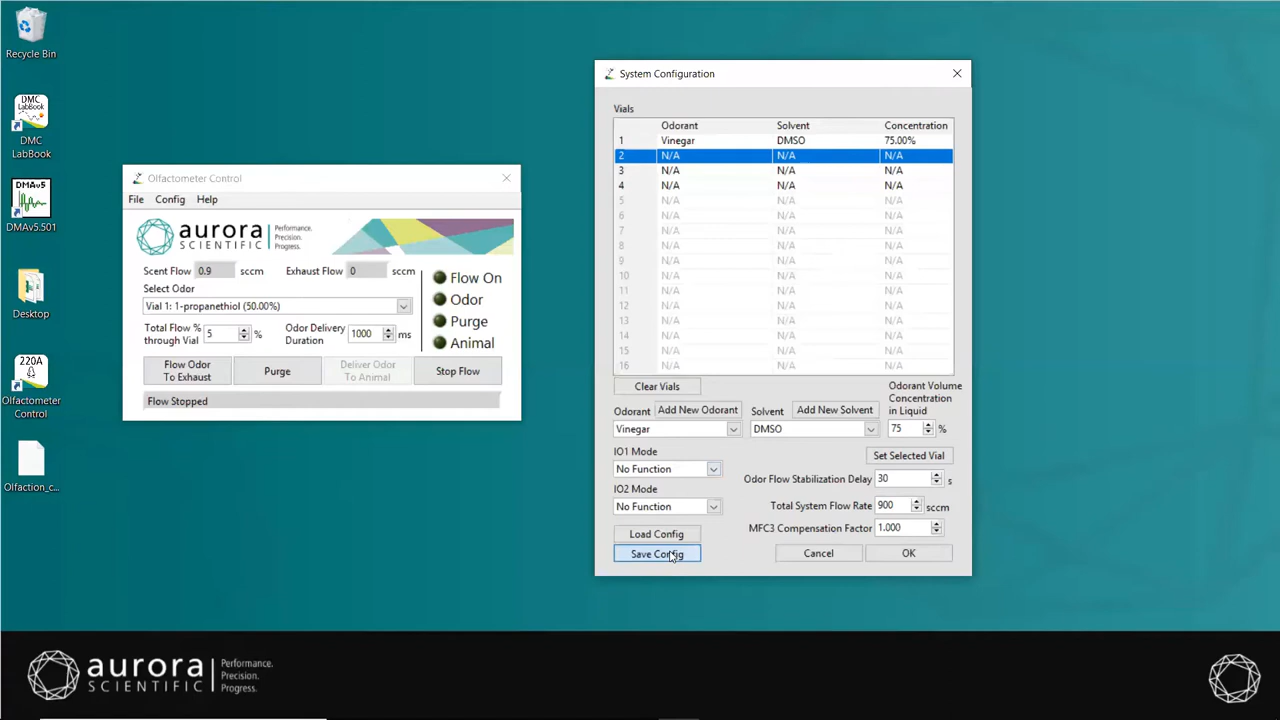 Recycle Bin
DMC
LabBook
DMC
LabBook
DMAv5
DMAv5.501
Desktop
220A
Olfactometer
Control
Olfaction_c...
Olfactometer Control
File Config Help
aurora
SCIENTIFIC
Performance.
Precision.
Progress.
Scent Flow 0.9 sccm Exhaust Flow 0 sccm
Select Odor
Vial 1: 1-propanethiol (50.00%)
Total Flow %
through Vial 5 %
Odor Delivery
Duration 1000 ms
Flow On
Odor
Purge
Animal
Flow Odor
To Exhaust
Purge
Deliver Odor
To Animal
Stop Flow
Flow Stopped
System Configuration
Vials
Odorant Solvent Concentration
1 Vinegar DMSO 75.00%
2 N/A N/A N/A
3 N/A N/A N/A
4 N/A N/A N/A
5 N/A N/A N/A
6 N/A N/A N/A
7 N/A N/A N/A
8 N/A N/A N/A
9 N/A N/A N/A
10 N/A N/A N/A
11 N/A N/A N/A
12 N/A N/A N/A
13 N/A N/A N/A
14 N/A N/A N/A
15 N/A N/A N/A
16 N/A N/A N/A
Clear Vials
Odorant Add New Odorant
Vinegar
Solvent Add New Solvent
DMSO
Odorant Volume
Concentration
in Liquid
75 %
IO1 Mode
No Function
Set Selected Vial
Odor Flow Stabilization Delay 30 s
IO2 Mode
No Function
Total System Flow Rate 900 sccm
MFC3 Compensation Factor 1.000
Load Config
Save Config
Cancel
OK
aurora
SCIENTIFIC
Performance.
Precision.
Progress.